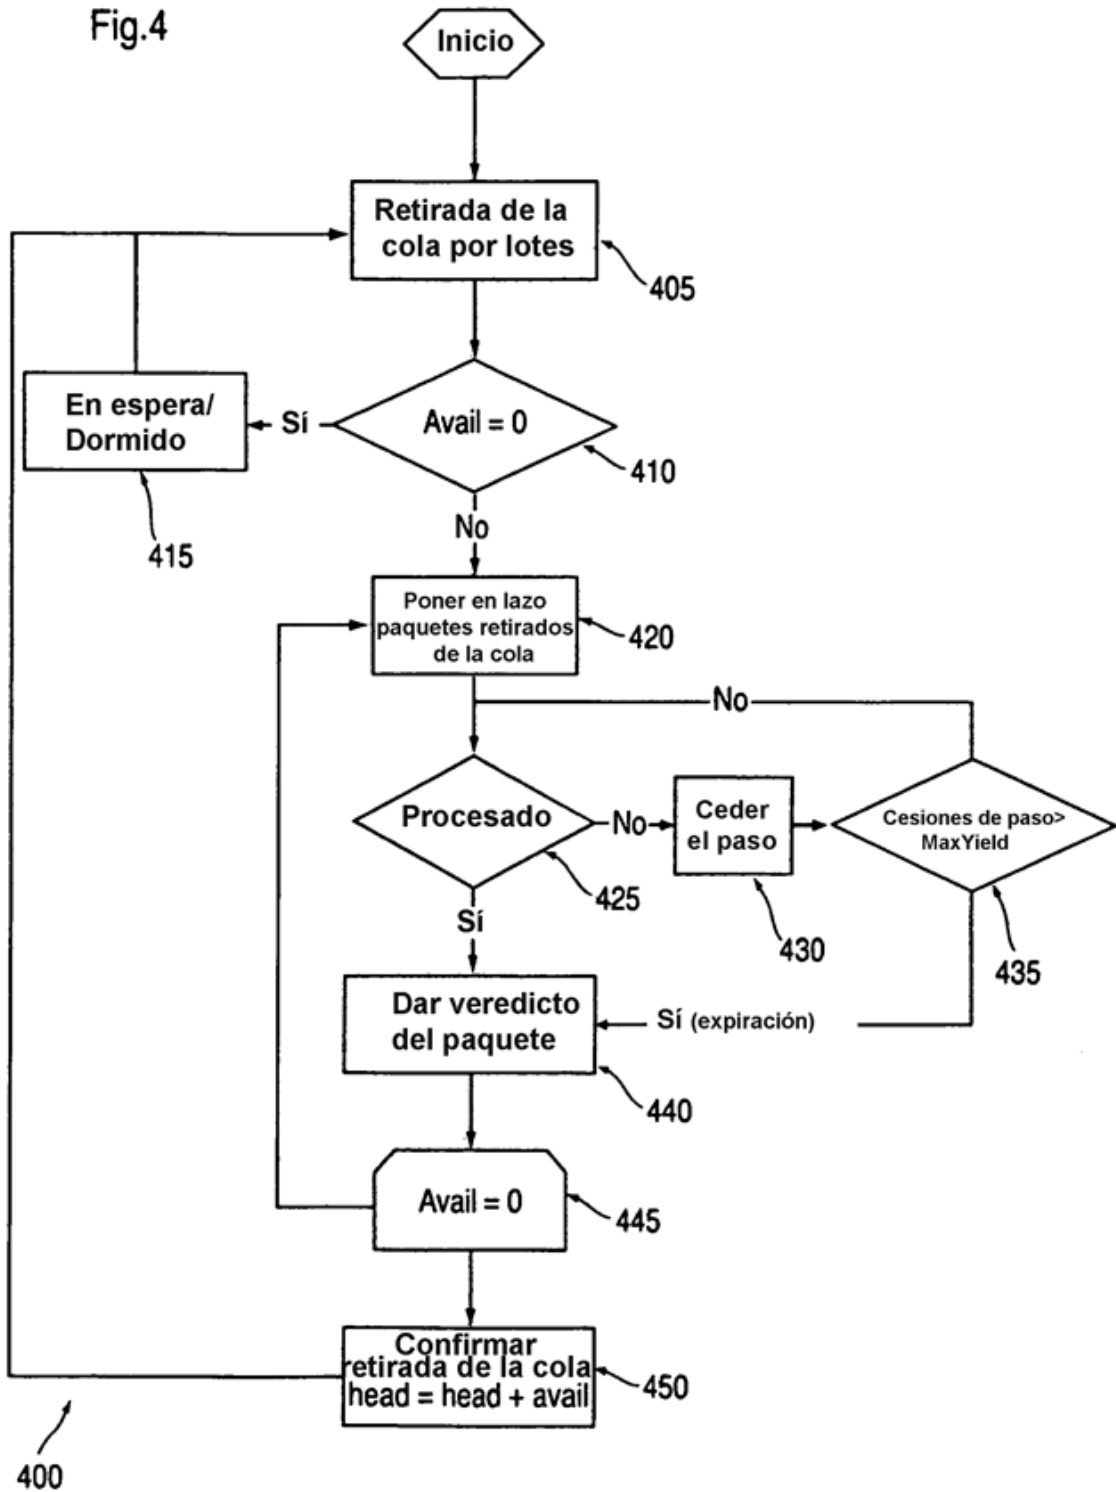 Fig.4
Inicio
Retirada de la
cola por lotes
405
En espera/
Dormido
Sí
Avail = 0
410
415
No
Poner en lazo
paquetes retirados
de la cola
420
No
Procesado
No
Ceder
el paso
Cesiones de paso>
MaxYield
425
430
435
Sí
Dar veredicto
del paquete
Sí (expiración)
440
Avail = 0
445
Confirmar
retirada de la cola
head = head + avail
450
400